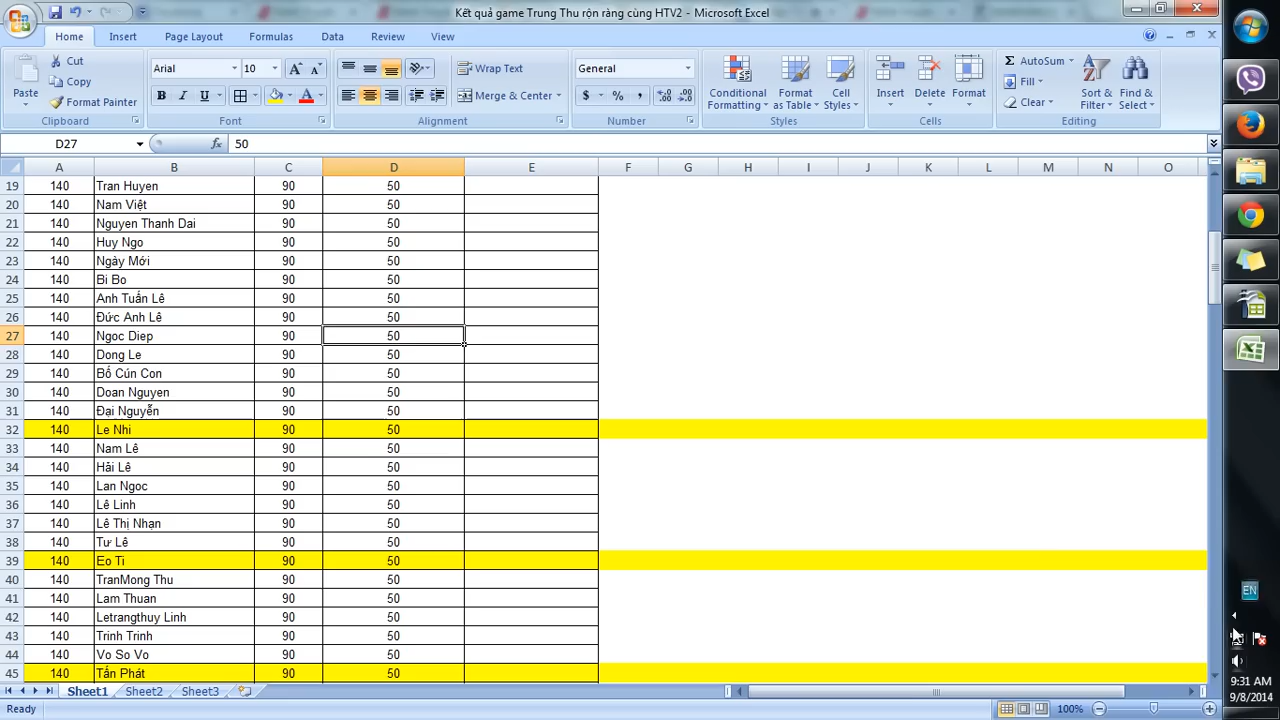 Kết quả game Trung Thu rộn ràng cùng HTV2 - Microsoft Excel
Home Insert Page Layout Formulas Data Review View
Paste
Cut
Copy
Format Painter
Clipboard
Arial 10
B I U
Font
Wrap Text
Merge & Center
Alignment
General
$ % ,
Number
Conditional Formatting
Format as Table
Cell Styles
Styles
Insert Delete Format
Cells
AutoSum
Fill
Clear
Sort & Filter
Find & Select
Editing
D27 fx 50
A B C D E F G H I J K L M N O
19 140 Tran Huyen 90 50
20 140 Nam Việt 90 50
21 140 Nguyen Thanh Dai 90 50
22 140 Huy Ngo 90 50
23 140 Ngày Mới 90 50
24 140 Bi Bo 90 50
25 140 Anh Tuấn Lê 90 50
26 140 Đức Anh Lê 90 50
27 140 Ngoc Diep 90 50
28 140 Dong Le 90 50
29 140 Bố Cún Con 90 50
30 140 Doan Nguyen 90 50
31 140 Đại Nguyễn 90 50
32 140 Le Nhi 90 50
33 140 Nam Lê 90 50
34 140 Hải Lê 90 50
35 140 Lan Ngoc 90 50
36 140 Lê Linh 90 50
37 140 Lê Thị Nhạn 90 50
38 140 Tư Lê 90 50
39 140 Eo Ti 90 50
40 140 TranMong Thu 90 50
41 140 Lam Thuan 90 50
42 140 Letrangthuy Linh 90 50
43 140 Trinh Trinh 90 50
44 140 Vo So Vo 90 50
45 140 Tấn Phát 90 50
Sheet1 Sheet2 Sheet3
Ready 100%
EN
9:31 AM
9/8/2014